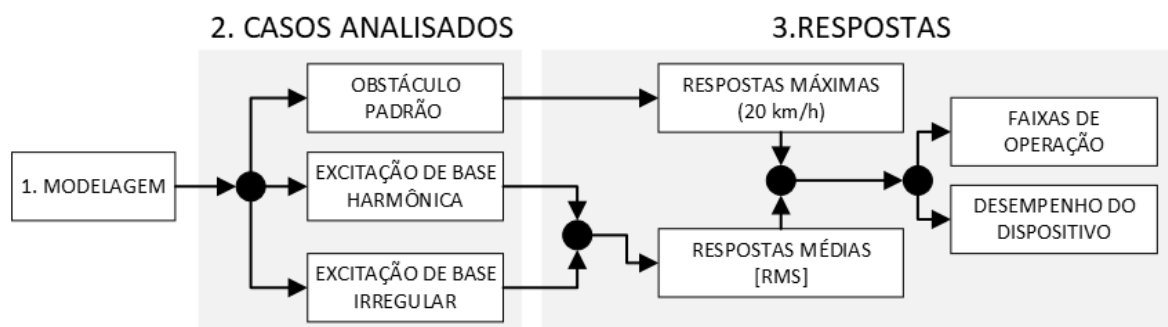 2. CASOS ANALISADOS
3.RESPOSTAS
1. MODELAGEM
OBSTÁCULO
PADRÃO
EXCITAÇÃO DE BASE
HARMÔNICA
EXCITAÇÃO DE BASE
IRREGULAR
RESPOSTAS MÁXIMAS
(20 km/h)
RESPOSTAS MÉDIAS
[RMS]
FAIXAS DE
OPERAÇÃO
DESEMPENHO DO
DISPOSITIVO